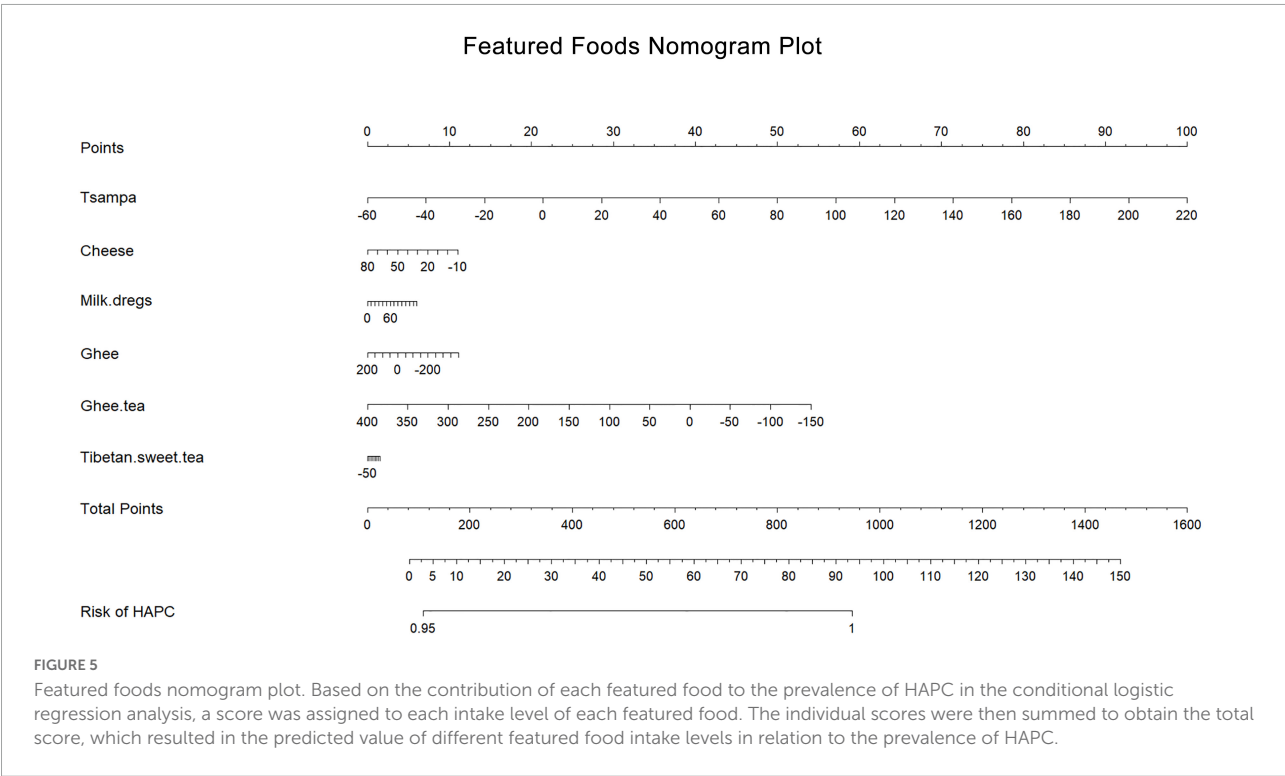 Featured Foods Nomogram Plot
0 10 20 30 40 50 60 70 80 90 100
Points
Tsampa
-60 -40 -20 0 20 40 60 80 100 120 140 160 180 200 220
Cheese
80 50 20 -10
Milk.dregs
0 60
Ghee
200 0 -200
Ghee.tea
400 350 300 250 200 150 100 50 0 -50 -100 -150
Tibetan.sweet.tea
-50
Total Points
0 200 400 600 800 1000 1200 1400 1600
0 5 10 20 30 40 50 60 70 80 90 100 110 120 130 140 150
Risk of HAPC
0.95 1
FIGURE 5
Featured foods nomogram plot. Based on the contribution of each featured food to the prevalence of HAPC in the conditional logistic
regression analysis, a score was assigned to each intake level of each featured food. The individual scores were then summed to obtain the total
score, which resulted in the predicted value of different featured food intake levels in relation to the prevalence of HAPC.